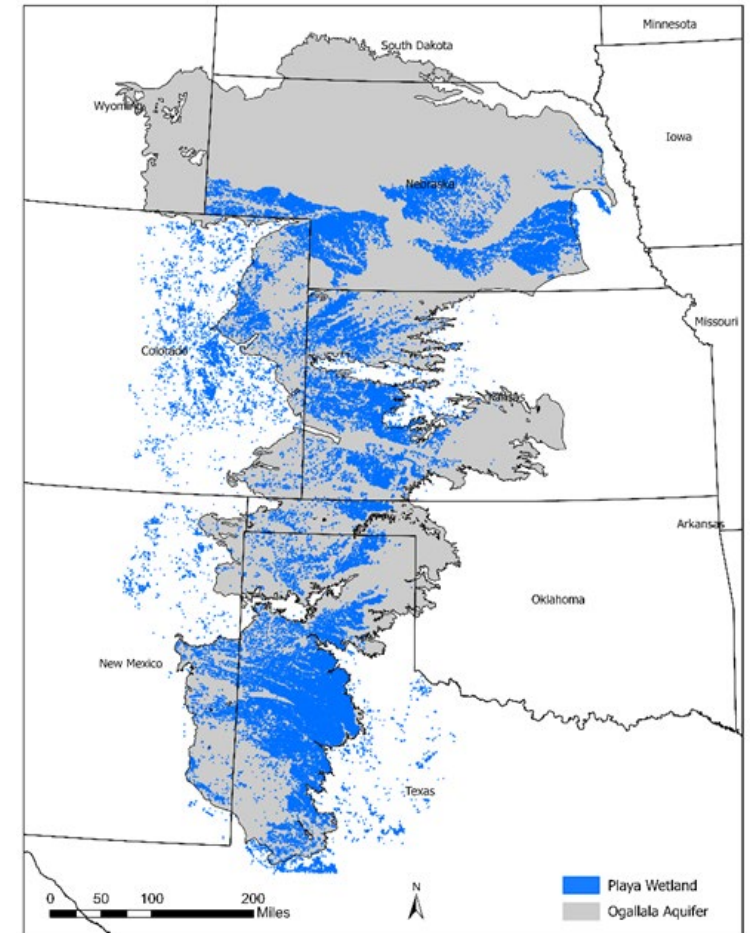 Minnesota
South Dakota
Wyoming
Iowa
Nebraska
Missouri
Colorado
Kansas
Arkansas
Oklahoma
New Mexico
Texas
N
Playa Wetland
Ogallala Aquifer
0 50 100 200
Miles